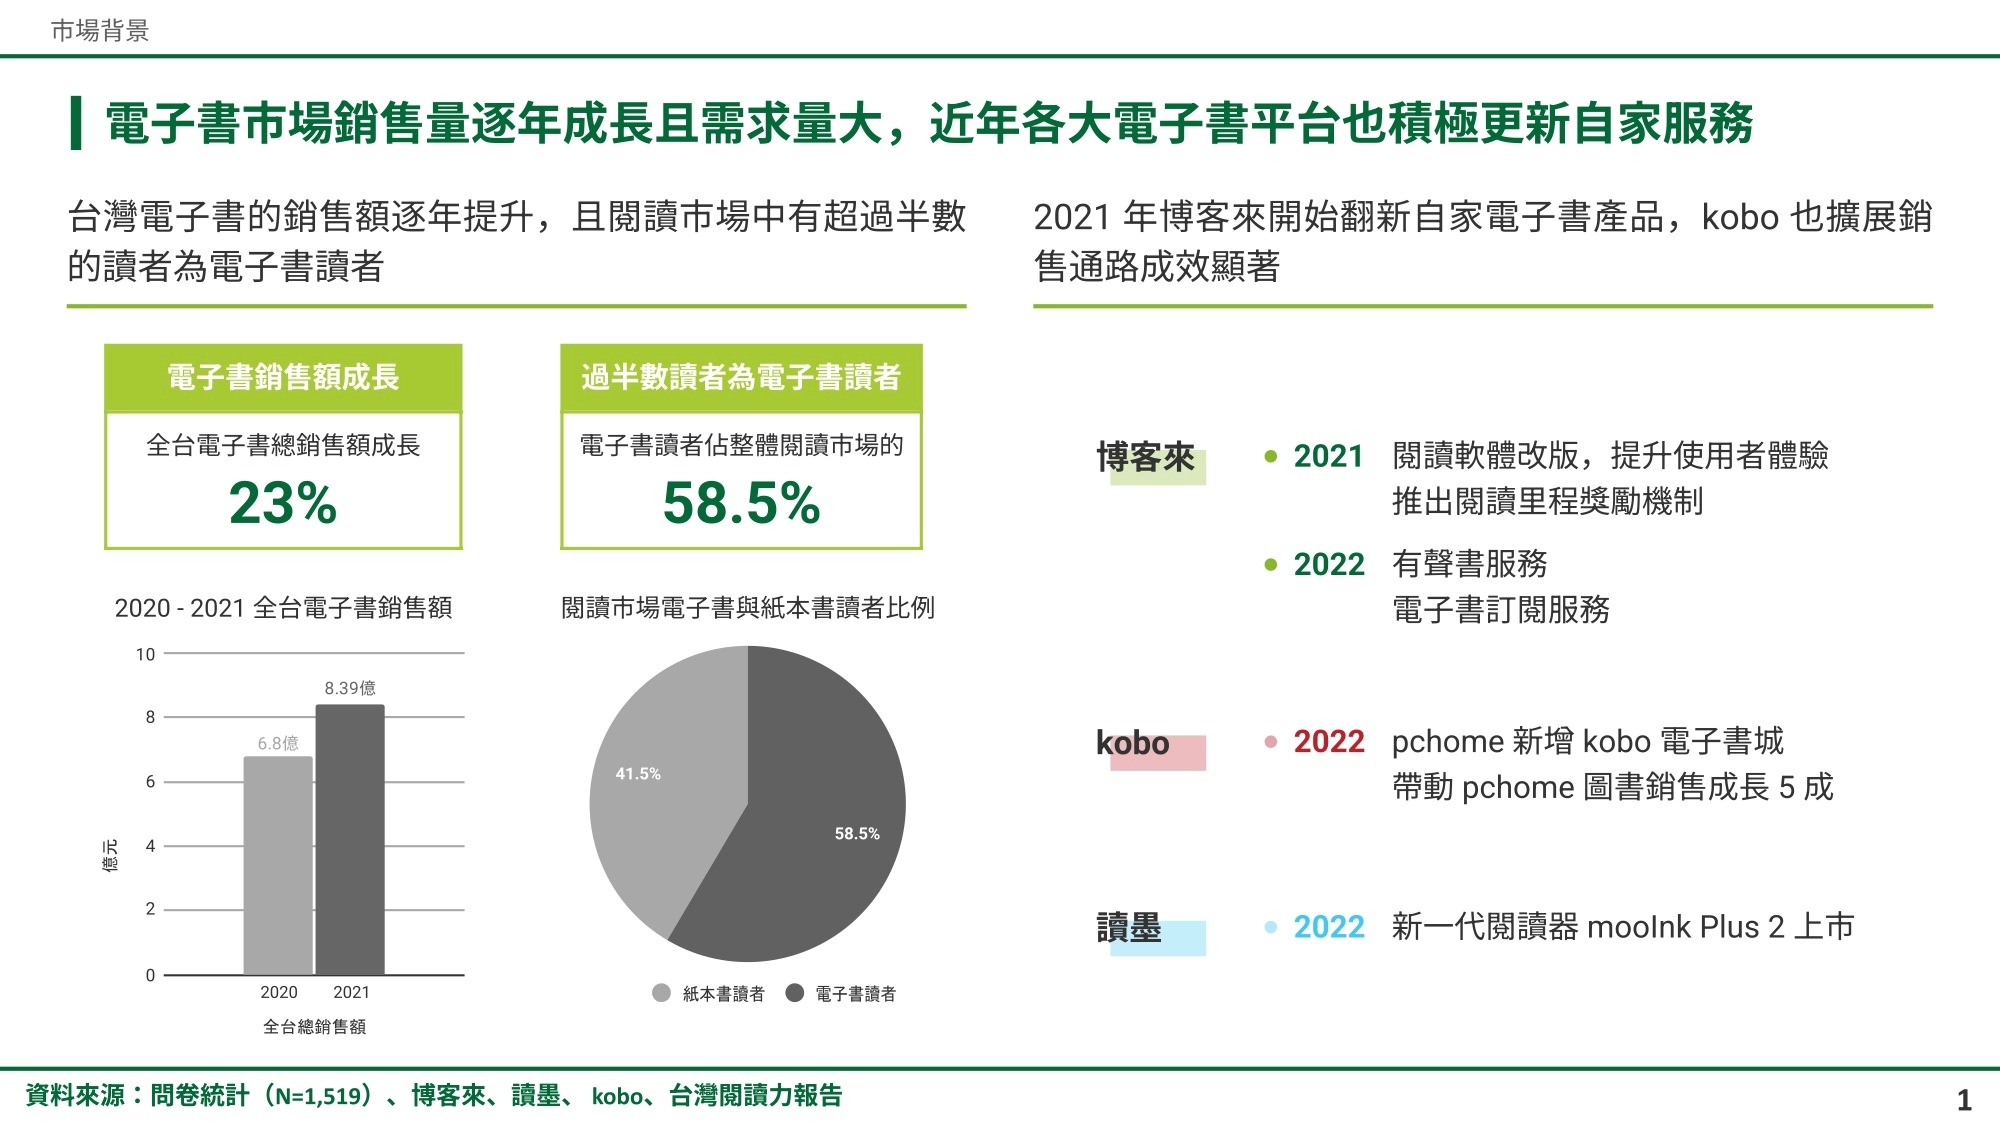 市場背景
電子書市場銷售量逐年成長且需求量大，近年各大電子書平台也積極更新自家服務
台灣電子書的銷售額逐年提升，且閱讀市場中有超過半數
的讀者為電子書讀者
電子書銷售額成長
全台電子書總銷售額成長
23%
過半數讀者為電子書讀者
電子書讀者佔整體閱讀市場的
58.5%
2020 - 2021 全台電子書銷售額
10
8
6
4
2
0
億元
6.8億
8.39億
2020
2021
全台總銷售額
閱讀市場電子書與紙本書讀者比例
41.5%
58.5%
紙本書讀者
電子書讀者
2021 年博客來開始翻新自家電子書產品，kobo 也擴展銷
售通路成效顯著
博客來
2021 閱讀軟體改版，提升使用者體驗
推出閱讀里程獎勵機制
2022 有聲書服務
電子書訂閱服務
kobo
2022 pchome 新增 kobo 電子書城
帶動 pchome 圖書銷售成長 5 成
讀墨
2022 新一代閱讀器 mooInk Plus 2 上市
資料來源：問卷統計（N=1,519）、博客來、讀墨、 kobo、台灣閱讀力報告
1